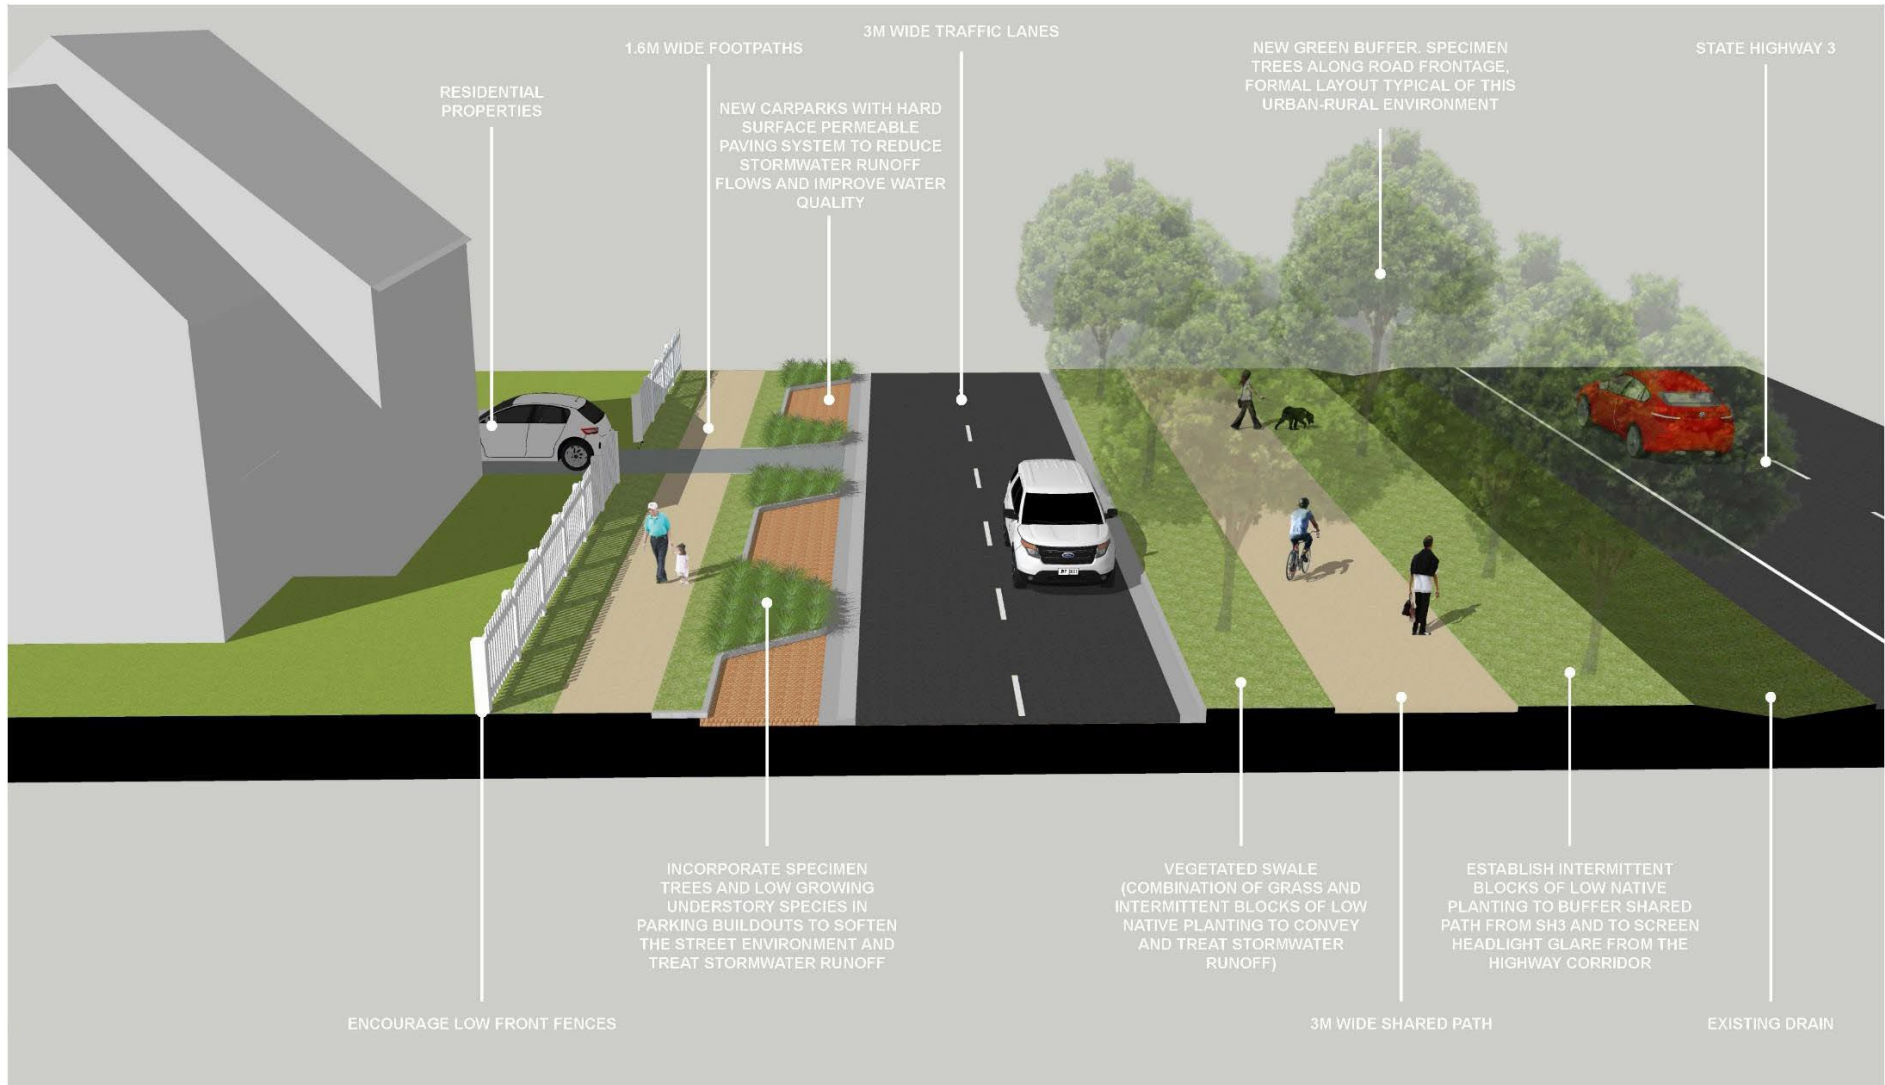 3M WIDE TRAFFIC LANES
1.6M WIDE FOOTPATHS
NEW GREEN BUFFER. SPECIMEN
TREES ALONG ROAD FRONTAGE,
FORMAL LAYOUT TYPICAL OF THIS
URBAN-RURAL ENVIRONMENT
STATE HIGHWAY 3
RESIDENTIAL
PROPERTIES
NEW CARPARKS WITH HARD
SURFACE PERMEABLE
PAVING SYSTEM TO REDUCE
STORMWATER RUNOFF
FLOWS AND IMPROVE WATER
QUALITY
INCORPORATE SPECIMEN
TREES AND LOW GROWING
UNDERSTORY SPECIES IN
PARKING BUILDOUTS TO SOFTEN
THE STREET ENVIRONMENT AND
TREAT STORMWATER RUNOFF
VEGETATED SWALE
(COMBINATION OF GRASS AND
INTERMITTENT BLOCKS OF LOW
NATIVE PLANTING TO CONVEY
AND TREAT STORMWATER
RUNOFF)
ESTABLISH INTERMITTENT
BLOCKS OF LOW NATIVE
PLANTING TO BUFFER SHARED
PATH FROM SH3 AND TO SCREEN
HEADLIGHT GLARE FROM THE
HIGHWAY CORRIDOR
ENCOURAGE LOW FRONT FENCES
3M WIDE SHARED PATH
EXISTING DRAIN